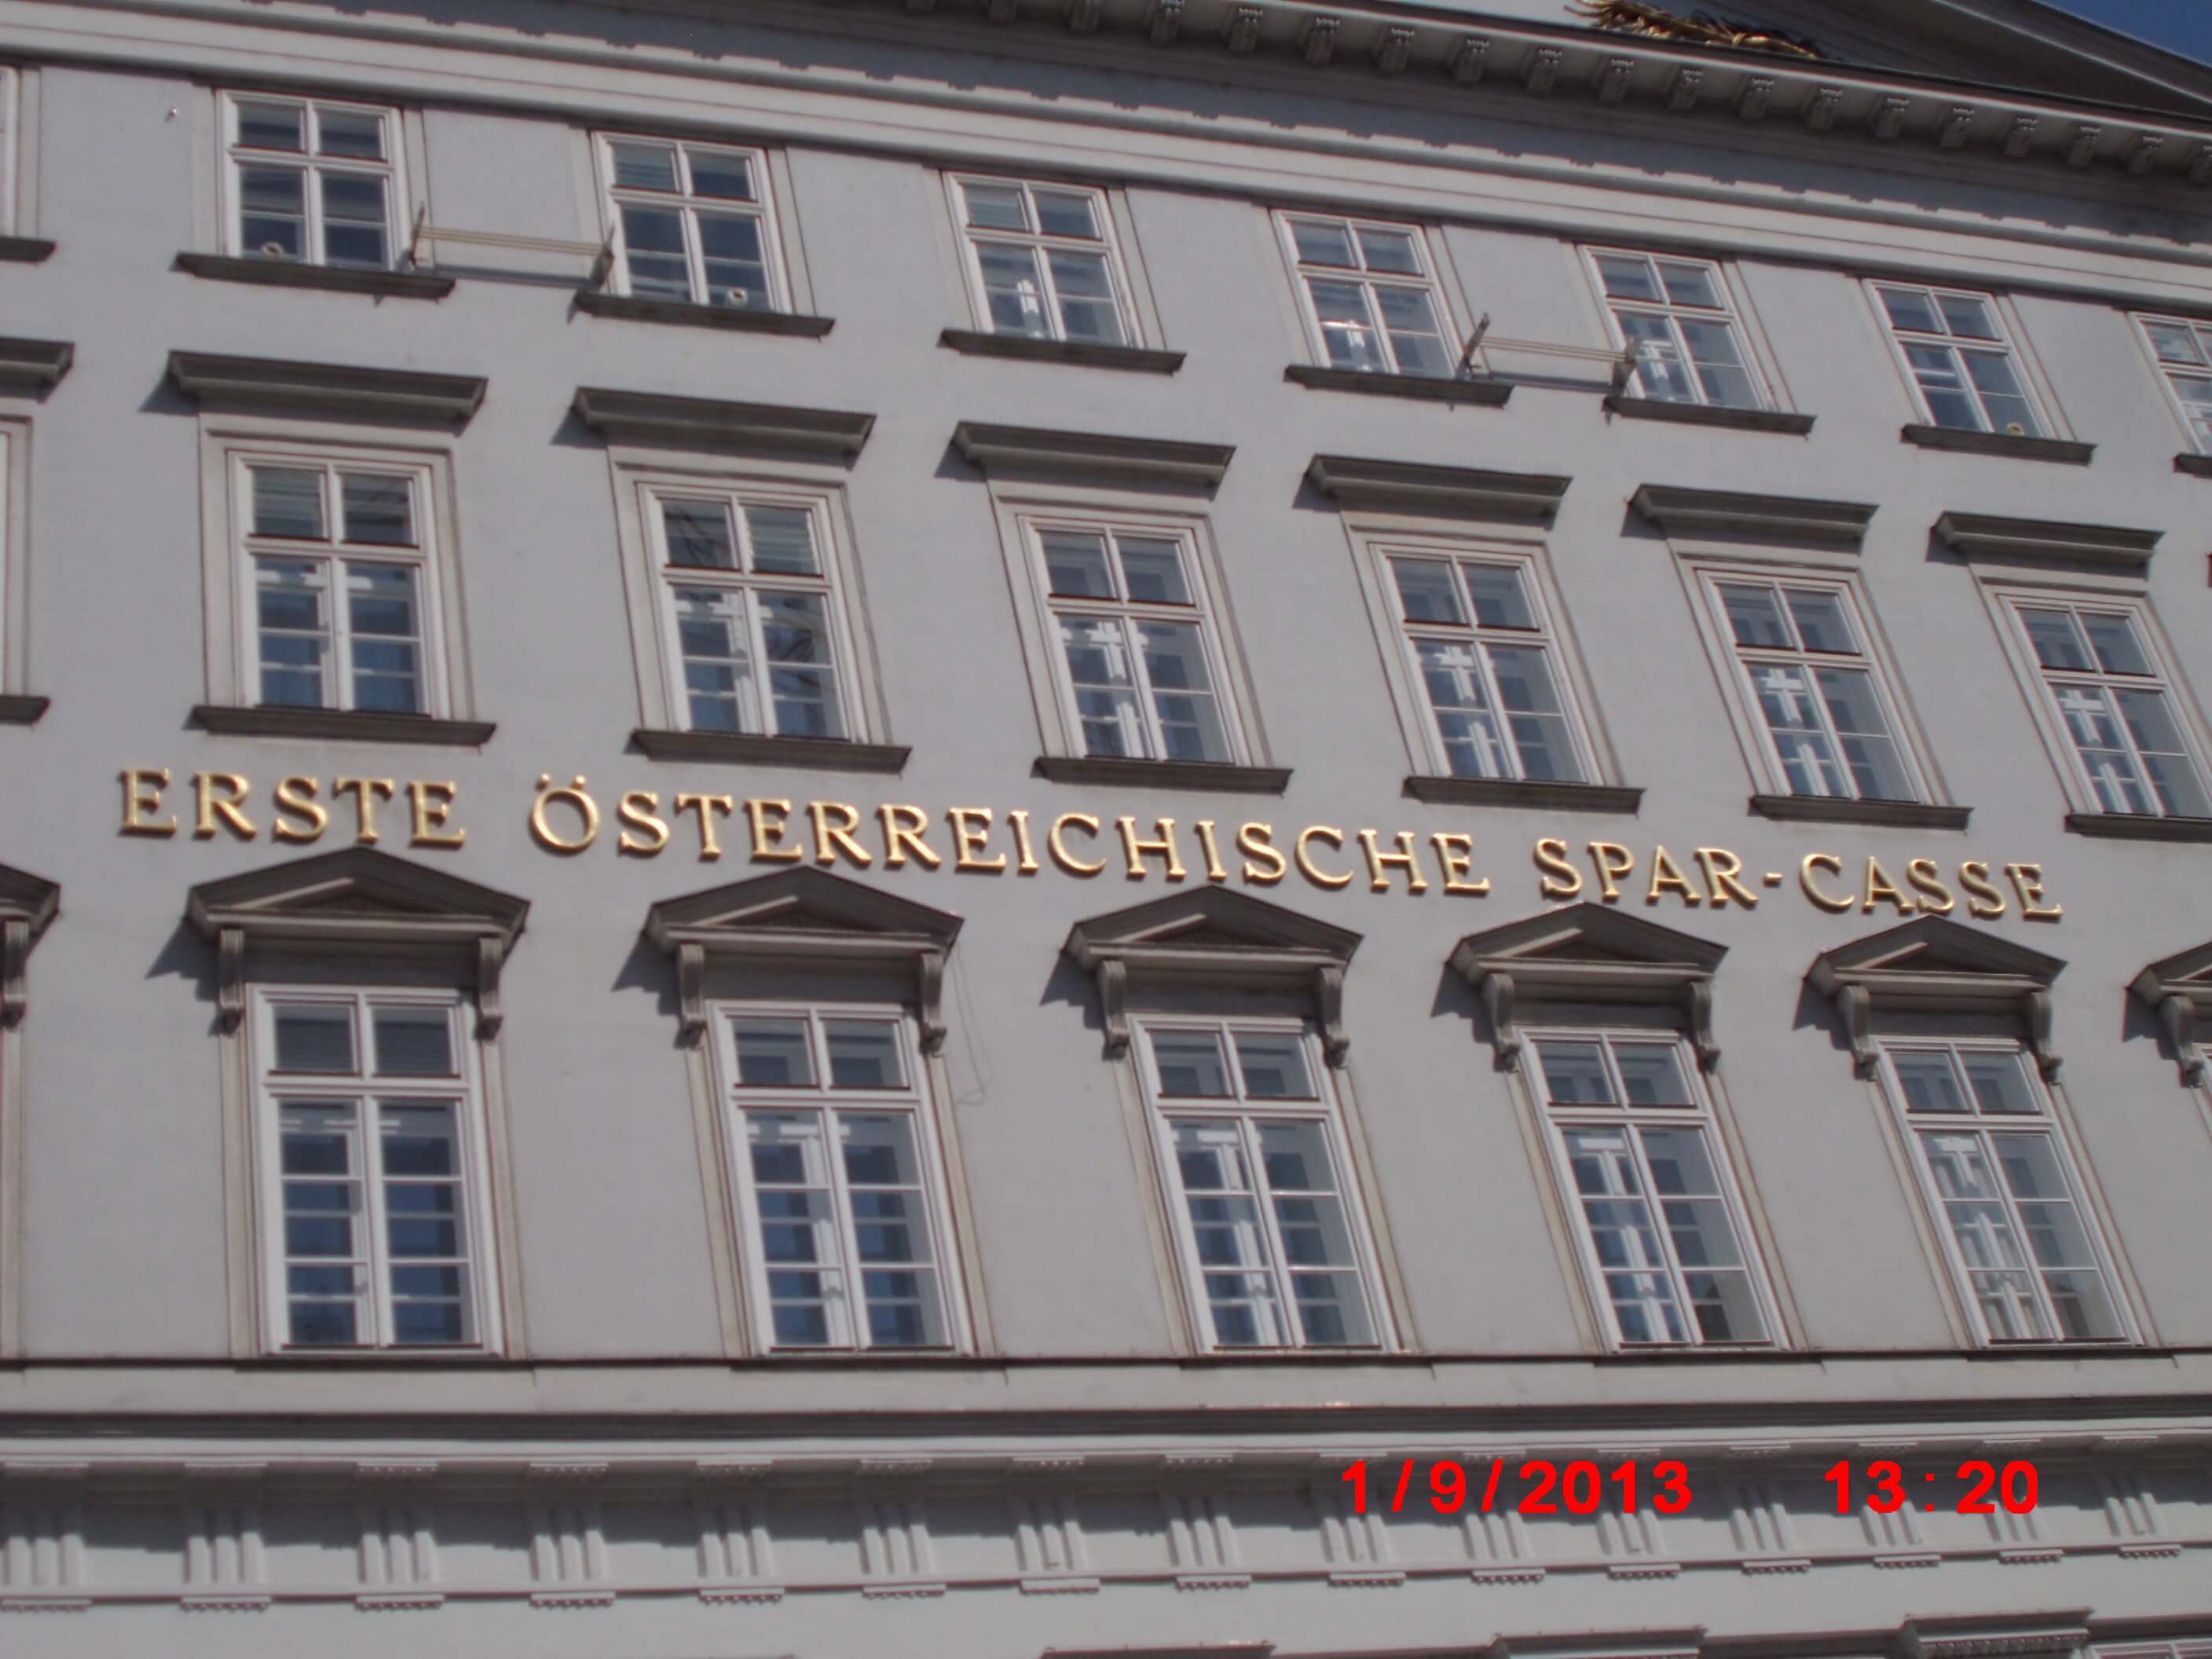 ERSTE ÖSTERREICHISCHE SPAR-CASSE
1/9/2013 13:20